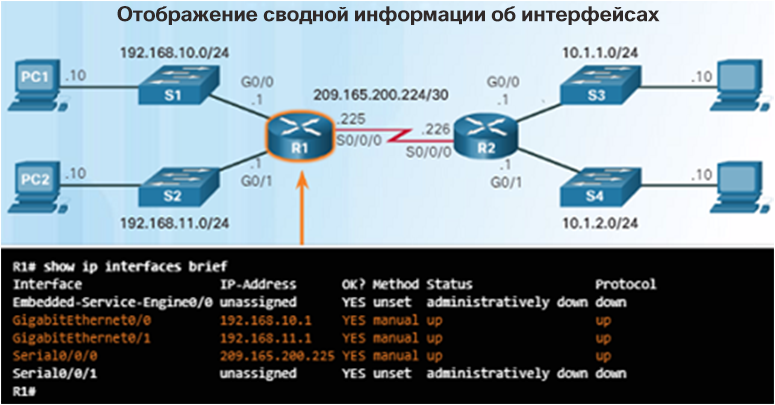 Отображение сводной информации об интерфейсах
192.168.10.0/24
10.1.1.0/24
PC1
.10
S1
G0/0
.1
209.165.200.224/30
G0/0
.1
S3
.10
.225
S0/0/0
R1
.226
S0/0/0
R2
PC2
.10
S2
.1
G0/1
.1
G0/1
S4
.10
192.168.11.0/24
10.1.2.0/24
R1# show ip interfaces brief
Interface IP-Address OK? Method Status Protocol
Embedded-Service-Engine0/0 unassigned YES unset administratively down down
GigabitEthernet0/0 192.168.10.1 YES manual up up
GigabitEthernet0/1 192.168.11.1 YES manual up up
Serial0/0/0 209.165.200.225 YES manual up up
Serial0/0/1 unassigned YES unset administratively down down
R1#